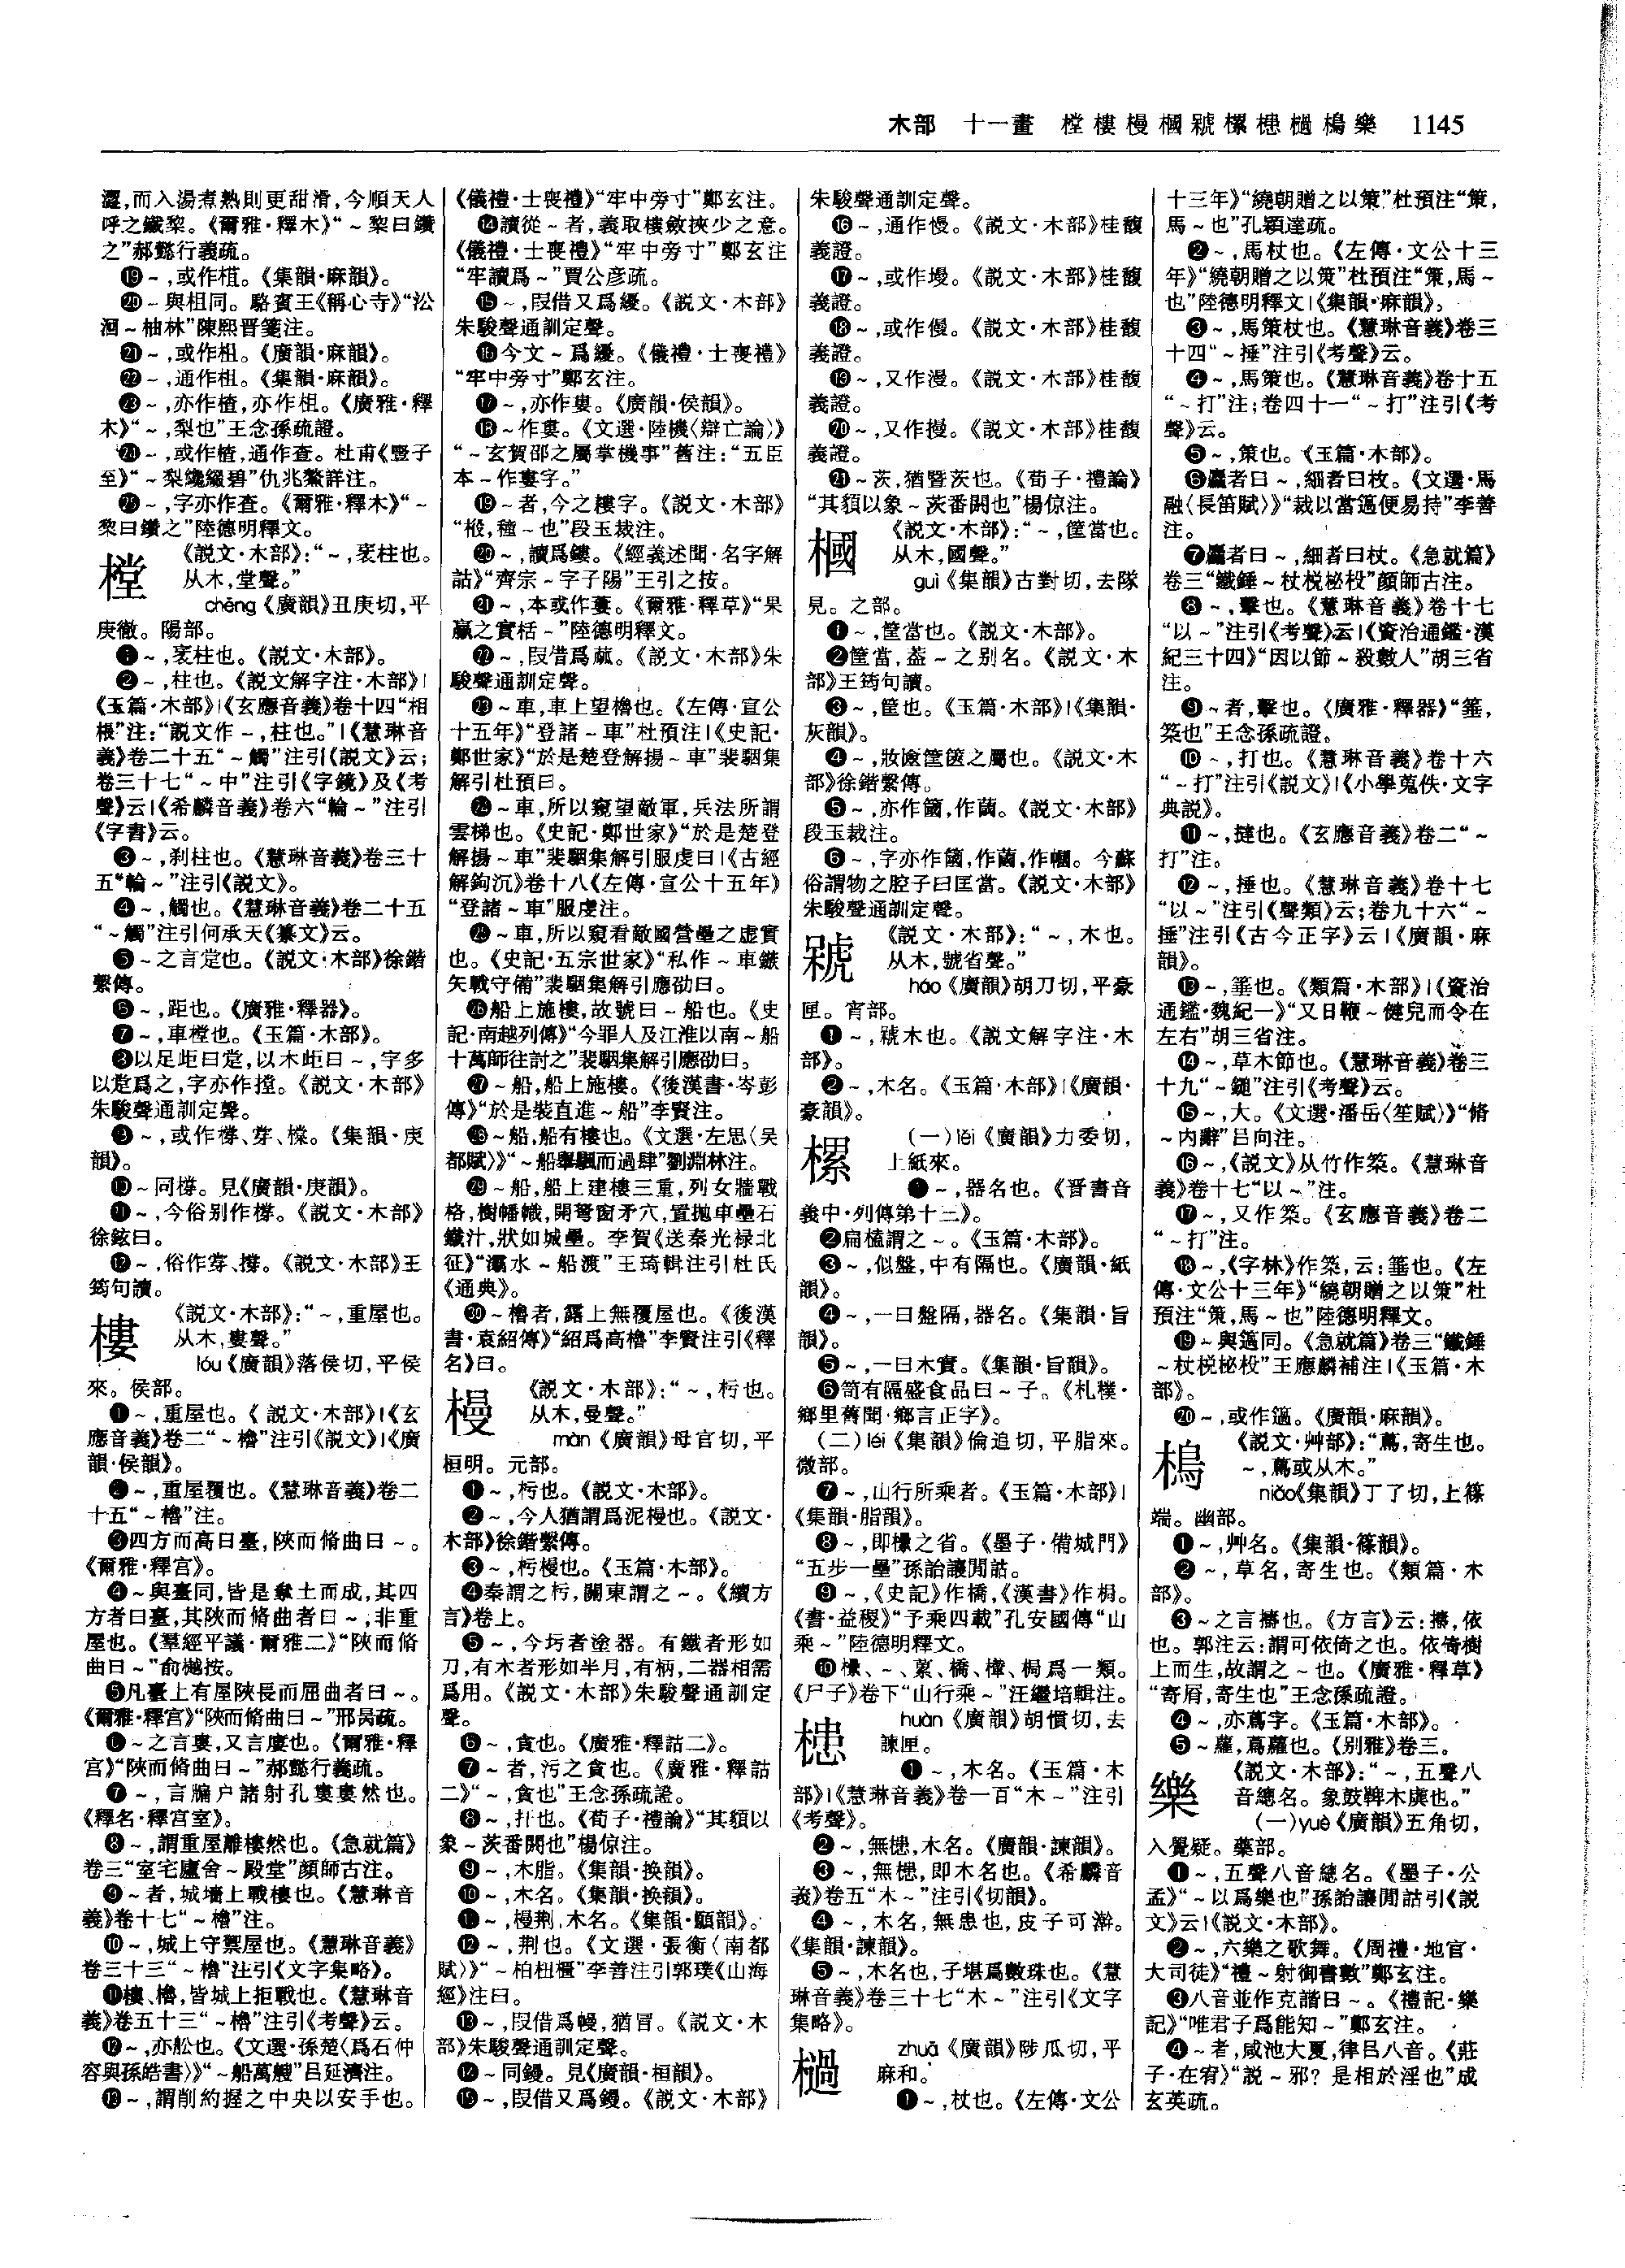 木部　十一畫　樘樓槾槶槸樏槵檛樢樂　1145
澀,而入湯煮熟則更甜滑,今順天人
呼之鐵棃。《爾雅·釋木》“～棃曰鑽
之”郝懿行義疏。
⓳～,或作柤。《集韻·麻韻》。
⓴～與柤同。駱賓王《稱心寺》“泓
洄～柚林”陳熙晉箋注。
㉑～,或作柤。《廣韻·麻韻》。
㉒～,通作柤。《集韻·麻韻》。
㉓～,亦作樝,亦作柤。《廣雅·釋
木》“～,梨也”王念孫疏證。
㉔～,或作樝,通作查。杜甫《豎子
至》“～梨纔綴碧”仇兆鰲詳注。
㉕～,字亦作査。《爾雅·釋木》“～
棃曰鑽之”陸德明釋文。
樘
《説文·木部》：“～,衺柱也。
从木,堂聲。”
chēng《廣韻》丑庚切,平
庚徹。陽部。
❶～,衺柱也。《説文·木部》。
❷～,柱也。《説文解字注·木部》|
《玉篇·木部》|《玄應音義》卷十四“相
棖”注：“説文作～,柱也。”|《慧琳音
義》卷二十五“～觸”注引《説文》云；
卷三十七“～中”注引《字鏡》及《考
聲》云|《希麟音義》卷六“輪～”注引
《字書》云。
❸～,刹柱也。《慧琳音義》卷三十
五“輪～”注引《説文》。
❹～,觸也。《慧琳音義》卷二十五
“～觸”注引何承天《纂文》云。
❺～之言定也。《説文·木部》徐鍇
繫傳。
❻～,距也。《廣雅·釋器》。
❼～,車樘也。《玉篇·木部》。
❽以足歫曰㲂,以木歫曰～,字多
以㲂爲之,字亦作摚。《説文·木部》
朱駿聲通訓定聲。
❾～,或作橕、牚、橖。《集韻·庚
韻》。
❿～同橕。見《廣韻·庚韻》。
⓫～,今俗别作橕。《説文·木部》
徐鉉曰。
⓬～,俗作牚、撐。《説文·木部》王
筠句讀。
樓
《説文·木部》：“～,重屋也。
从木,婁聲。”
lóu《廣韻》落侯切,平侯
來。侯部。
❶～,重屋也。《説文·木部》|《玄
應音義》卷二“～櫓”注引《説文》|《廣
韻·侯韻》。
❷～,重屋覆也。《慧琳音義》卷二
十五“～櫓”注。
❸四方而高曰臺,陜而脩曲曰～。
《爾雅·釋宫》。
❹～與臺同,皆是絫土而成,其四
方者曰臺,其陜而脩曲者曰～；非重
屋也。《羣經平議·爾雅二》“陜而脩
曲曰～”俞樾按。
❺凡臺上有屋陜長而屈曲者曰～。
《爾雅·釋宫》“陜而脩曲曰～”邢昺疏。
❻～之言婁,又言廔也。《爾雅·釋
宫》“陜而脩曲曰～”郝懿行義疏。
❼～,言牖户諸射孔婁婁然也。
《釋名·釋宫室》。
❽～,謂重屋離樓然也。《急就篇》
卷三“室宅廬舍～殿堂”顔師古注。
❾～者,城墻上戰樓也。《慧琳音
義》卷十七“～櫓”注。
❿～,城上守禦屋也。《慧琳音義》
卷三十三“～櫓”注引《文字集略》。
⓫樓、櫓,皆城上拒戰也。《慧琳音
義》卷五十三“～櫓”注引《考聲》云。
⓬～,亦舩也。《文選·孫楚〈爲石仲
容與孫皓書〉》“～船萬艘”吕延濟注。
⓭～,謂削約握之中央以安手也。
《儀禮·士喪禮》“牢中旁寸”鄭玄注。
⓮讀從～者,義取樓斂挾少之意。
《儀禮·士喪禮》“牢中旁寸”鄭玄注
“牢讀爲～”賈公彦疏。
⓯～,叚借又爲纋。《説文·木部》
朱駿聲通訓定聲。
⓰今文～爲纋。《儀禮·士喪禮》
“牢中旁寸”鄭玄注。
⓱～,亦作婁。《廣韻·侯韻》。
⓲～作婁。《文選·陸機〈辯亡論〉》
“～玄賀邵之屬掌機事”舊注：“五臣
本～作婁字。”
⓳～者,今之耬字。《説文·木部》
“椴,種～也”段玉裁注。
⓴～,讀爲鏤。《經義述聞·名字解
詁》“齊宗～字子陽”王引之按。
㉑～,本或作蔞。《爾雅·釋草》“果
臝之實栝～”陸德明釋文。
㉒～,叚借爲蓏。《説文·木部》朱
駿聲通訓定聲。
㉓～車,車上望櫓也。《左傳·宣公
十五年》“登諸～車”杜預注|《史記·
鄭世家》“於是楚登解揚～車”裴駰集
解引杜預曰。
㉔～車,所以窺望敵軍,兵法所謂
雲梯也。《史記·鄭世家》“於是楚登
解揚～車”裴駰集解引服虔曰|《古經
解鉤沉》卷十八《左傳·宣公十五年》
“登諸～車”服虔注。
㉕～車,所以窺看敵國營壘之虚實
也。《史記·五宗世家》“私作～車鏃
矢戰守備”裴駰集解引應劭曰。
㉖船上施樓,故號曰～船也。《史
記·南越列傳》“今罪人及江淮以南～船
十萬師往討之”裴駰集解引應劭曰。
㉗～船,船上施樓。《後漢書·岑彭
傳》“於是裝直進～船”李賢注。
㉘～船,船有樓也。《文選·左思〈吴
都賦〉》“～船舉颿而過肆”劉淵林注。
㉙～船,船上建樓三重,列女牆戰
格,樹幡幟,開弩窗矛穴,置抛車壘石
鐵汁,狀如城壘。李賀《送秦光禄北
征》“灞水～船渡”王琦輯注引杜氏
《通典》。
㉚～櫓者,露上無覆屋也。《後漢
書·袁紹傳》“紹爲高櫓”李賢注引《釋
名》曰。
槾
《説文·木部》：“～,杇也。
从木,曼聲。”
màn《廣韻》母官切,平
桓明。元部。
❶～,杇也。《説文·木部》。
❷～,今人猶謂爲泥槾也。《説文·
木部》徐鍇繫傳。
❸～,杇槾也。《玉篇·木部》。
❹秦謂之杇,關東謂之～。《續方
言》卷上。
❺～,今圬者塗器。有鐵者形如
刀,有木者形如半月,有柄,二器相需
爲用。《説文·木部》朱駿聲通訓定
聲。
❻～,貪也。《廣雅·釋詁二》。
❼～者,污之貪也。《廣雅·釋詁
二》“～,貪也”王念孫疏證。
❽～,扞也。《荀子·禮論》“其頟以
象～茨番閼也”楊倞注。
❾～,木脂。《集韻·换韻》。
❿～,木名。《集韻·换韻》。
⓫～,槾荆,木名。《集韻·願韻》。
⓬～,荆也。《文選·張衡〈南都
賦〉》“～柏杻橿”李善注引郭璞《山海
經》注曰。
⓭～,叚借爲幔,猶冒。《説文·木
部》朱駿聲通訓定聲。
⓮～同鏝。見《廣韻·桓韻》。
⓯～,叚借又爲鏝。《説文·木部》
朱駿聲通訓定聲。
⓰～,通作慢。《説文·木部》桂馥
義證。
⓱～,或作墁。《説文·木部》桂馥
義證。
⓲～,或作僈。《説文·木部》桂馥
義證。
⓳～,又作漫。《説文·木部》桂馥
義證。
⓴～,又作摱。《説文·木部》桂馥
義證。
㉑～茨,猶墍茨也。《荀子·禮論》
“其頟以象～茨番閼也”楊倞注。
槶
《説文·木部》：“～,筐當也。
从木,國聲。”
guì《集韻》古對切,去隊
見。之部。
❶～,筐當也。《説文·木部》。
❷筐當,葢～之别名。《説文·木
部》王筠句讀。
❸～,筐也。《玉篇·木部》|《集韻·
灰韻》。
❹～,妝匳筐篋之屬也。《説文·木
部》徐鍇繫傳。
❺～,亦作簂,作蔮。《説文·木部》
段玉裁注。
❻～,字亦作簂,作蔮,作幗。今蘇
俗謂物之腔子曰匡當。《説文·木部》
朱駿聲通訓定聲。
《説文·木部》：“～,木也。
从木,號省聲。”
háo《廣韻》胡刀切,平豪
匣。宵部。
❶～,號木也。《説文解字注·木
部》。
❷～,木名。《玉篇·木部》|《廣韻·
豪韻》。
樏
(一)lěi《廣韻》力委切,
上紙來。
❶～,器名也。《晋書音
義中·列傳第十三》。
❷扁榼謂之～。《玉篇·木部》。
❸～,似盤,中有隔也。《廣韻·紙
韻》。
❹～,一曰盤隔,器名。《集韻·旨
韻》。
❺～,一曰木實。《集韻·旨韻》。
❻笥有隔盛食品曰～子。《札樸·
鄉里舊聞·鄉言正字》。
(二)léi《集韻》倫追切,平脂來。
微部。
❼～,山行所乘者。《玉篇·木部》|
《集韻·脂韻》。
❽～,即欙之省。《墨子·備城門》
“五步一壘”孫詒讓閒詁。
❾～,《史記》作橋,《漢書》作梮。
《書·益稷》“予乘四載”孔安國傳“山
乘～”陸德明釋文。
❿欙、～、蔂、橋、檋、梮爲一類。
《尸子》卷下“山行乘～”汪繼培輯注。
槵
huàn《廣韻》胡慣切,去
諫匣。
❶～,木名。《玉篇·木
部》|《慧琳音義》卷一百“木～”注引
《考聲》。
❷～,無槵,木名。《廣韻·諫韻》。
❸～,無槵,即木名也。《希麟音
義》卷五“木～”注引《切韻》。
❹～,木名,無患也,皮子可澣。
《集韻·諫韻》。
❺～,木名也,子堪爲數珠也。《慧
琳音義》卷三十七“木～”注引《文字
集略》。
檛
zhuā《廣韻》陟瓜切,平
麻和。
❶～,杖也。《左傳·文公
十三年》“繞朝贈之以策”杜預注“策,
馬～也”孔穎達疏。
❷～,馬杖也。《左傳·文公十三
年》“繞朝贈之以策”杜預注“策,馬～
也”陸德明釋文|《集韻·麻韻》。
❸～,馬策杖也。《慧琳音義》卷三
十四“～捶”注引《考聲》云。
❹～,馬策也。《慧琳音義》卷十五
“～打”注；卷四十一“～打”注引《考
聲》云。
❺～,策也。《玉篇·木部》。
❻麤者曰～,細者曰枚。《文選·馬
融〈長笛賦〉》“裁以當簻便易持”李善
注。
❼麤者曰～,細者曰杖。《急就篇》
卷三“鐵錘～杖棁柲杸”顔師古注。
❽～,擊也。《慧琳音義》卷十七
“以～”注引《考聲》云|《資治通鑑·漢
紀三十四》“因以節～殺數人”胡三省
注。
❾～者,擊也。《廣雅·釋器》“箠,
築也”王念孫疏證。
❿～,打也。《慧琳音義》卷十六
“～打”注引《説文》|《小學蒐佚·文字
典説》。
⓫～,撻也。《玄應音義》卷二“～
打”注。
⓬～,捶也。《慧琳音義》卷十七
“以～”注引《聲類》云；卷九十六“～
捶”注引《古今正字》云|《廣韻·麻
韻》。
⓭～,箠也。《類篇·木部》|《資治
通鑑·魏紀一》“又日鞭～健兒而令在
左右”胡三省注。
⓮～,草木節也。《慧琳音義》卷三
十九“～鎚”注引《考聲》云。
⓯～,大。《文選·潘岳〈笙賦〉》“脩
～内辟”吕向注。
⓰～,《説文》从竹作築。《慧琳音
義》卷十七“以～”注。
⓱～,又作築。《玄應音義》卷二
“～打”注。
⓲～,《字林》作築,云：箠也。《左
傳·文公十三年》“繞朝贈之以策”杜
預注“策,馬～也”陸德明釋文。
⓳～與簻同。《急就篇》卷三“鐵錘
～杖棁柲杸”王應麟補注|《玉篇·木
部》。
⓴～,或作簻。《廣韻·麻韻》。
樢
《説文·艸部》：“蔦,寄生也。
～,蔦或从木。”
niǎo《集韻》丁了切,上篠
端。幽部。
❶～,艸名。《集韻·篠韻》。
❷～,草名,寄生也。《類篇·木
部》。
❸～之言擣也。《方言》云：擣,依
也。郭注云：謂可依倚之也。依倚樹
上而生,故謂之～也。《廣雅·釋草》
“寄屑,寄生也”王念孫疏證。
❹～,亦蔦字。《玉篇·木部》。
❺～蘿,蔦蘿也。《别雅》卷三。
樂
《説文·木部》：“～,五聲八
音總名。象鼓鞞木虡也。”
(一)yuè《廣韻》五角切,
入覺疑。藥部。
❶～,五聲八音總名。《墨子·公
孟》“～以爲樂也”孫詒讓閒詁引《説
文》云|《説文·木部》。
❷～,六樂之歌舞。《周禮·地官·
大司徒》“禮～射御書數”鄭玄注。
❸八音並作克諧曰～。《禮記·樂
記》“唯君子爲能知～”鄭玄注。
❹～者,咸池大夏,律吕八音。《莊
子·在宥》“説～邪？是相於淫也”成
玄英疏。